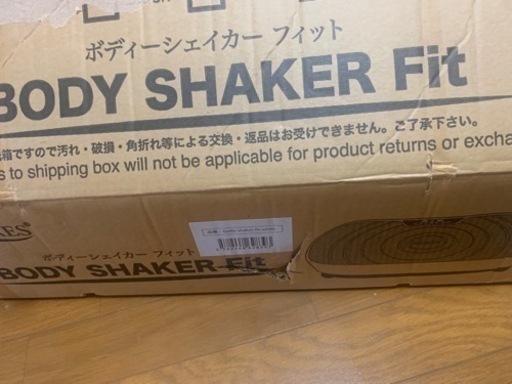 ボディーシェイカー フィット
BODY SHAKER Fit
箱ですので汚れ・破損・角折れ等による交換・返品はお受けできません。ご了承下さい。
s to shipping box will not be applicable for product returns or excha
ボディーシェイカー フィット
BODY SHAKER Fit